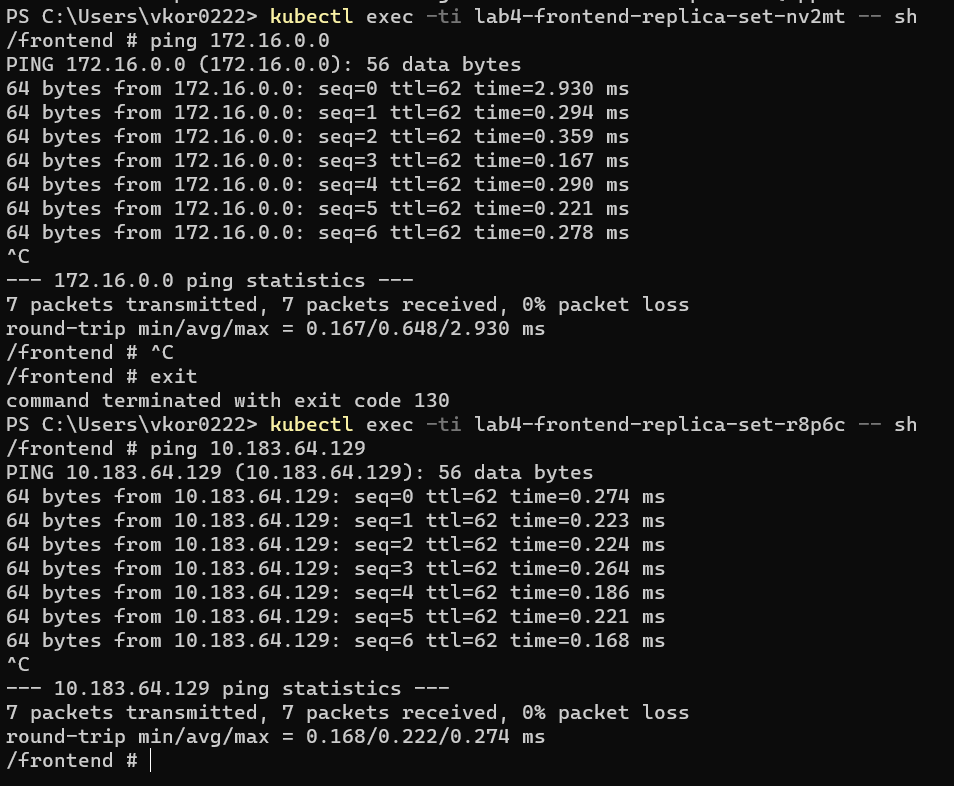 PS C:\Users\vkor0222> kubectl exec -ti lab4-frontend-replica-set-nv2mt -- sh
/frontend # ping 172.16.0.0
PING 172.16.0.0 (172.16.0.0): 56 data bytes
64 bytes from 172.16.0.0: seq=0 ttl=62 time=2.930 ms
64 bytes from 172.16.0.0: seq=1 ttl=62 time=0.294 ms
64 bytes from 172.16.0.0: seq=2 ttl=62 time=0.359 ms
64 bytes from 172.16.0.0: seq=3 ttl=62 time=0.167 ms
64 bytes from 172.16.0.0: seq=4 ttl=62 time=0.290 ms
64 bytes from 172.16.0.0: seq=5 ttl=62 time=0.221 ms
64 bytes from 172.16.0.0: seq=6 ttl=62 time=0.278 ms
^C
--- 172.16.0.0 ping statistics ---
7 packets transmitted, 7 packets received, 0% packet loss
round-trip min/avg/max = 0.167/0.648/2.930 ms
/frontend # ^C
/frontend # exit
command terminated with exit code 130
PS C:\Users\vkor0222> kubectl exec -ti lab4-frontend-replica-set-r8p6c -- sh
/frontend # ping 10.183.64.129
PING 10.183.64.129 (10.183.64.129): 56 data bytes
64 bytes from 10.183.64.129: seq=0 ttl=62 time=0.274 ms
64 bytes from 10.183.64.129: seq=1 ttl=62 time=0.223 ms
64 bytes from 10.183.64.129: seq=2 ttl=62 time=0.224 ms
64 bytes from 10.183.64.129: seq=3 ttl=62 time=0.264 ms
64 bytes from 10.183.64.129: seq=4 ttl=62 time=0.186 ms
64 bytes from 10.183.64.129: seq=5 ttl=62 time=0.221 ms
64 bytes from 10.183.64.129: seq=6 ttl=62 time=0.168 ms
^C
--- 10.183.64.129 ping statistics ---
7 packets transmitted, 7 packets received, 0% packet loss
round-trip min/avg/max = 0.168/0.222/0.274 ms
/frontend #